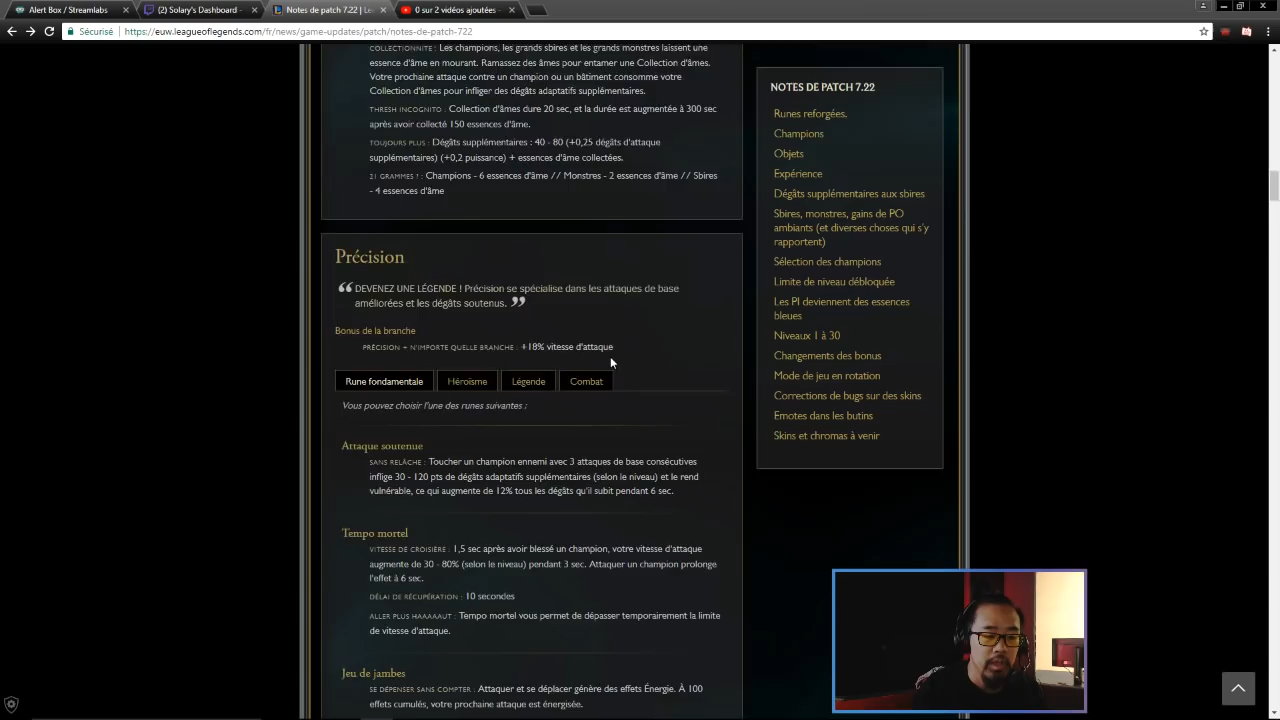 Alert Box / Streamlabs
(2) Solary's Dashboard -
Notes de patch 7.22 | Le
0 sur 2 vidéos ajoutées -
Sécurisé
https://euw.leagueoflegends.com/fr/news/game-updates/patch/notes-de-patch-722
COLLECTIONNITE : Les champions, les grands sbires et les grands monstres laissent une
essence d'âme en mourant. Ramassez des âmes pour entamer une Collection d'âmes.
Votre prochaine attaque contre un champion ou un bâtiment consomme votre
Collection d'âmes pour infliger des dégâts adaptatifs supplémentaires.
THRESH INCOGNITO : Collection d'âmes dure 20 sec, et la durée est augmentée à 300 sec
après avoir collecté 150 essences d'âme.
TOUJOURS PLUS : Dégâts supplémentaires : 40 - 80 (+0,25 dégâts d'attaque
supplémentaires) (+0,2 puissance) + essences d'âme collectées.
21 GRAMMES ? : Champions - 6 essences d'âme // Monstres - 2 essences d'âme // Sbires
- 4 essences d'âme
Précision
“ DEVENEZ UNE LÉGENDE ! Précision se spécialise dans les attaques de base
améliorées et les dégâts soutenus. ”
Bonus de la branche
PRÉCISION + N'IMPORTE QUELLE BRANCHE : +18% vitesse d'attaque
Rune fondamentale
Héroïsme
Légende
Combat
Vous pouvez choisir l'une des runes suivantes :
Attaque soutenue
SANS RELÂCHE : Toucher un champion ennemi avec 3 attaques de base consécutives
inflige 30 - 120 pts de dégâts adaptatifs supplémentaires (selon le niveau) et le rend
vulnérable, ce qui augmente de 12% tous les dégâts qu'il subit pendant 6 sec.
Tempo mortel
VITESSE DE CROISIÈRE : 1,5 sec après avoir blessé un champion, votre vitesse d'attaque
augmente de 30 - 80% (selon le niveau) pendant 3 sec. Attaquer un champion prolonge
l'effet à 6 sec.
DÉLAI DE RÉCUPÉRATION : 10 secondes
ALLER PLUS HAAAAAUT : Tempo mortel vous permet de dépasser temporairement la limite
de vitesse d'attaque.
Jeu de jambes
SE DÉPENSER SANS COMPTER : Attaquer et se déplacer génère des effets Énergie. À 100
effets cumulés, votre prochaine attaque est énergisée.
NOTES DE PATCH 7.22
Runes reforgées.
Champions
Objets
Expérience
Dégâts supplémentaires aux sbires
Sbires, monstres, gains de PO
ambiants (et diverses choses qui s'y
rapportent)
Sélection des champions
Limite de niveau débloquée
Les PI deviennent des essences
bleues
Niveaux 1 à 30
Changements des bonus
Mode de jeu en rotation
Corrections de bugs sur des skins
Emotes dans les butins
Skins et chromas à venir